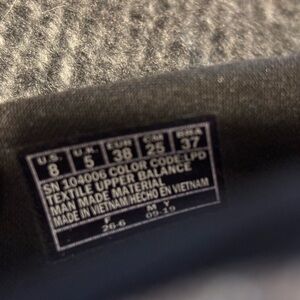 U.S. U.K. EUR CM BRA
8 5 38 25 37
SN 104006 COLOR CODE:LPD
TEXTILE UPPER BALANCE
MAN MADE MATERIAL
MADE IN VIETNAM/HECHO EN VIETNAM
F M Y
26-6 09-19